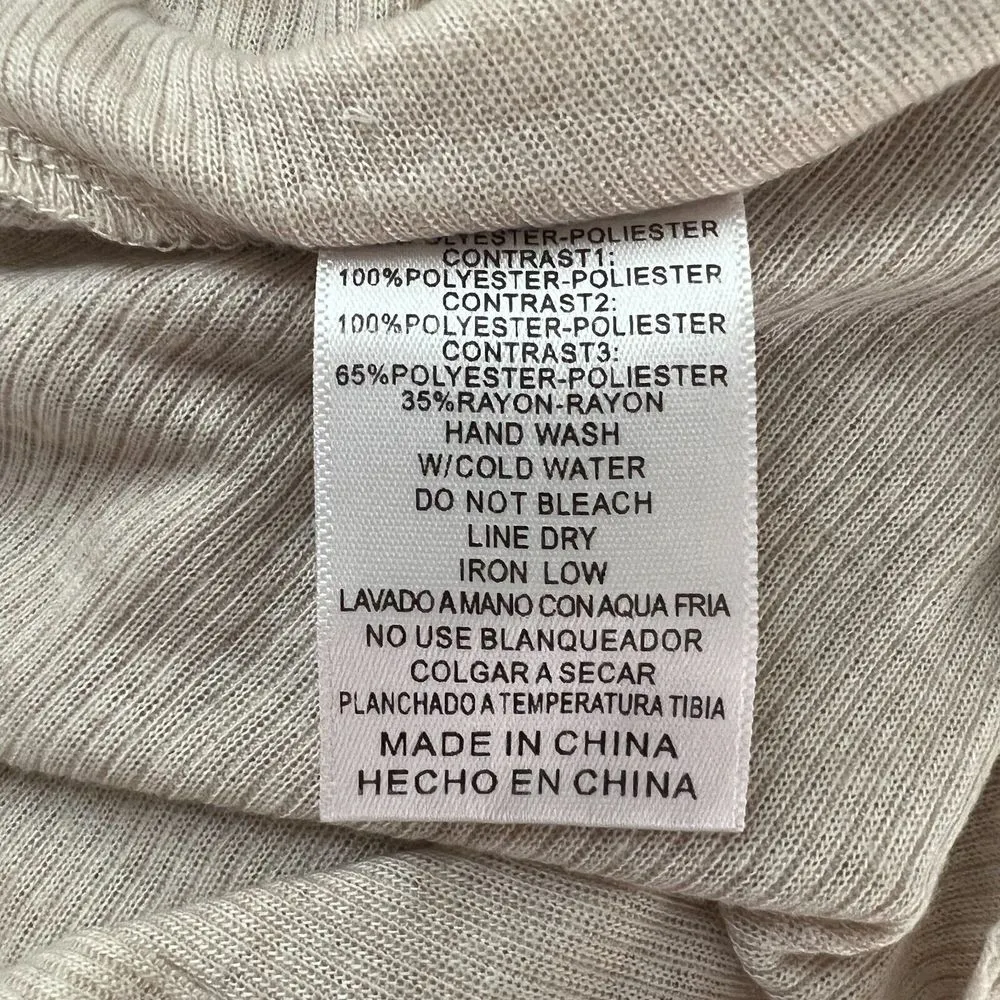 POLYESTER-POLIESTER
CONTRAST1:
100%POLYESTER-POLIESTER
CONTRAST2:
100%POLYESTER-POLIESTER
CONTRAST3:
65%POLYESTER-POLIESTER
35%RAYON-RAYON
HAND WASH
W/COLD WATER
DO NOT BLEACH
LINE DRY
IRON LOW
LAVADO A MANO CON AQUA FRIA
NO USE BLANQUEADOR
COLGAR A SECAR
PLANCHADO A TEMPERATURA TIBIA
MADE IN CHINA
HECHO EN CHINA